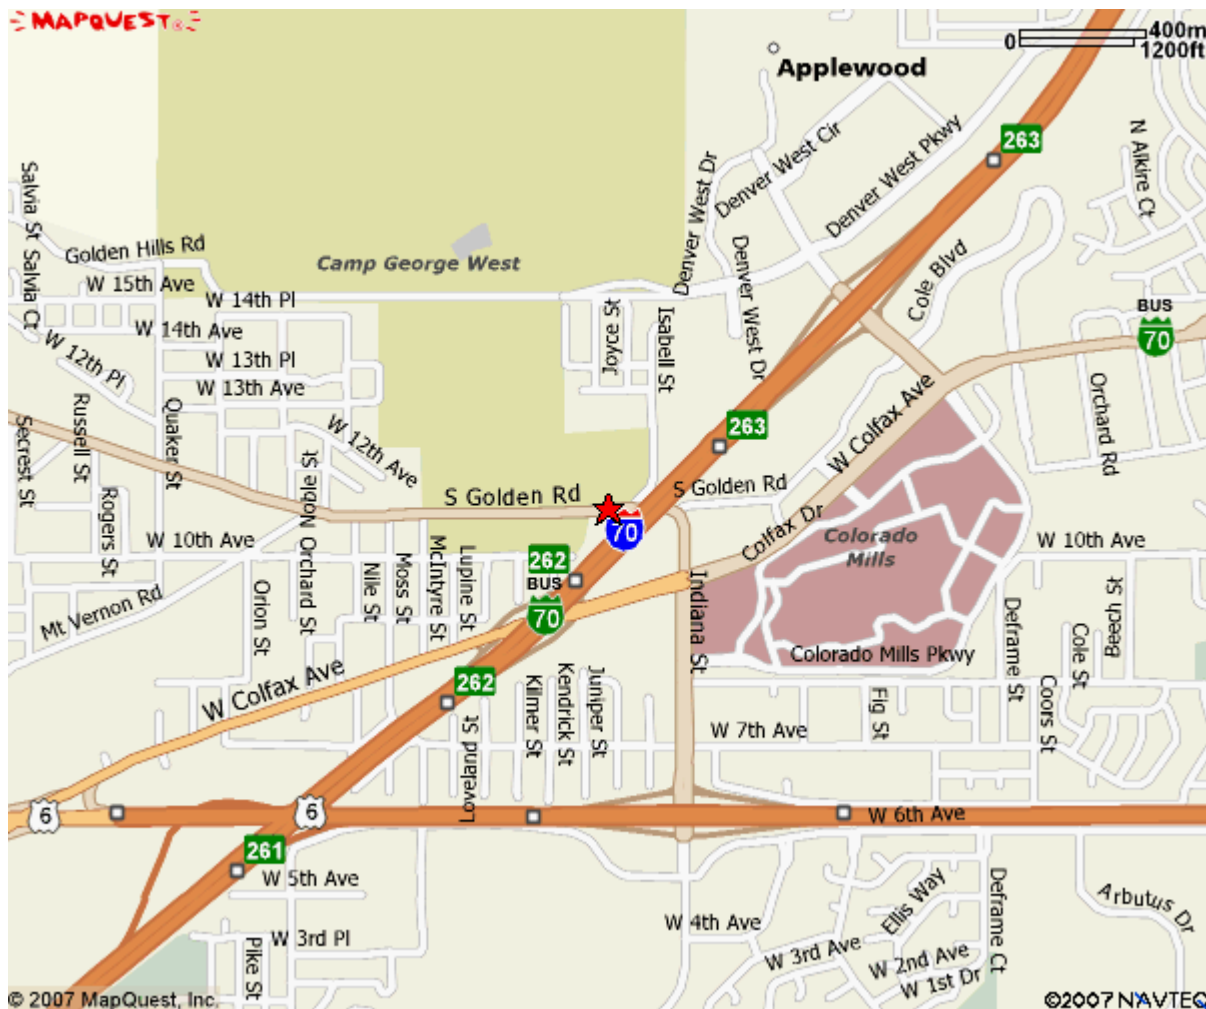 MAPQUEST®
400m
0
1200ft
Applewood
263
N Alkire Ct
Denver West Cir
Denver West Pkwy
Denver West Dr
Salvia St
Salvia Ct
Golden Hills Rd
Camp George West
W 15th Ave
W 14th Pl
Cole Blvd
Denver West Dr
Joyce St
Isabell St
BUS
70
W 14th Ave
W 12th Pl
W 13th Pl
W 13th Ave
Russell St
Secrest St
Quaker St
W 12th Ave
263
W Colfax Ave
Orchard Rd
Rogers St
Noble St
S Golden Rd
S Golden Rd
70
W 10th Ave
Colfax Dr
Colorado
Mills
W 10th Ave
Mt Vernon Rd
Orion St
Orchard St
Nile St
Moss St
McIntyre St
Lupine St
262
BUS
70
Indiana St
Deframe St
Beech St
Cole St
W Colfax Ave
262
Colorado Mills Pkwy
Kilmer St
Kendrick St
Juniper St
Loveland St
W 7th Ave
Fig St
Coors St
6
6
W 6th Ave
261
W 5th Ave
W 4th Ave
Ellis Way
Deframe Ct
Arbutus Dr
Pike St
W 3rd Pl
W 3rd Ave
W 2nd Ave
W 1st Dr
© 2007 MapQuest, Inc.
©2007 NAVTEQ